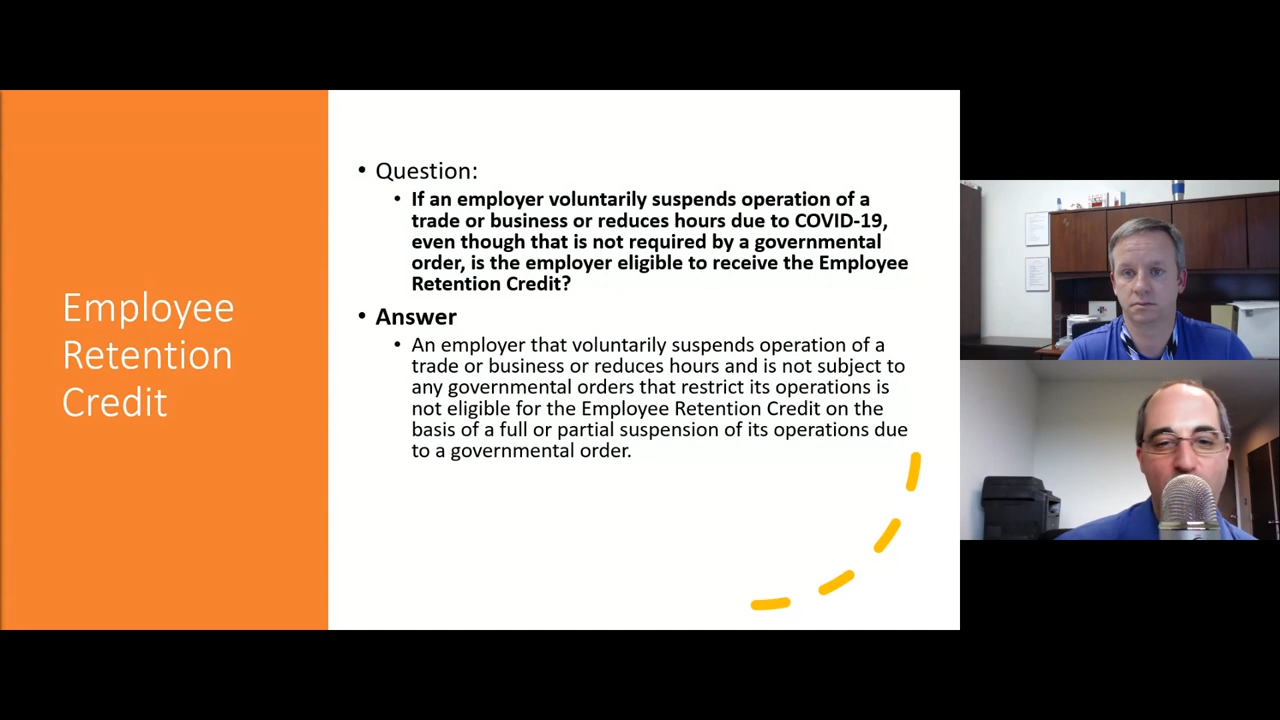 Employee
Retention
Credit
• Question:
• If an employer voluntarily suspends operation of a
trade or business or reduces hours due to COVID-19,
even though that is not required by a governmental
order, is the employer eligible to receive the Employee
Retention Credit?
• Answer
• An employer that voluntarily suspends operation of a
trade or business or reduces hours and is not subject to
any governmental orders that restrict its operations is
not eligible for the Employee Retention Credit on the
basis of a full or partial suspension of its operations due
to a governmental order.